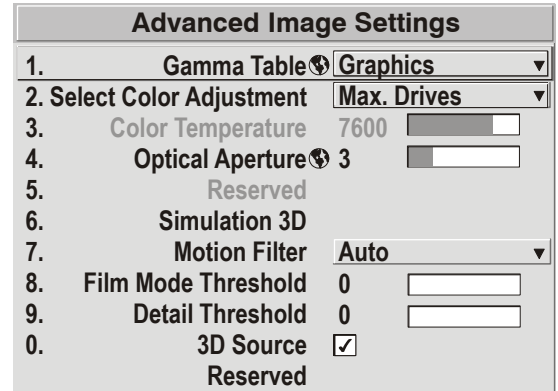 Advanced Image Settings
1. Gamma Table Graphics
2. Select Color Adjustment Max. Drives
3. Color Temperature 7600
4. Optical Aperture 3
5. Reserved
6. Simulation 3D
7. Motion Filter Auto
8. Film Mode Threshold 0
9. Detail Threshold 0
0. 3D Source
Reserved